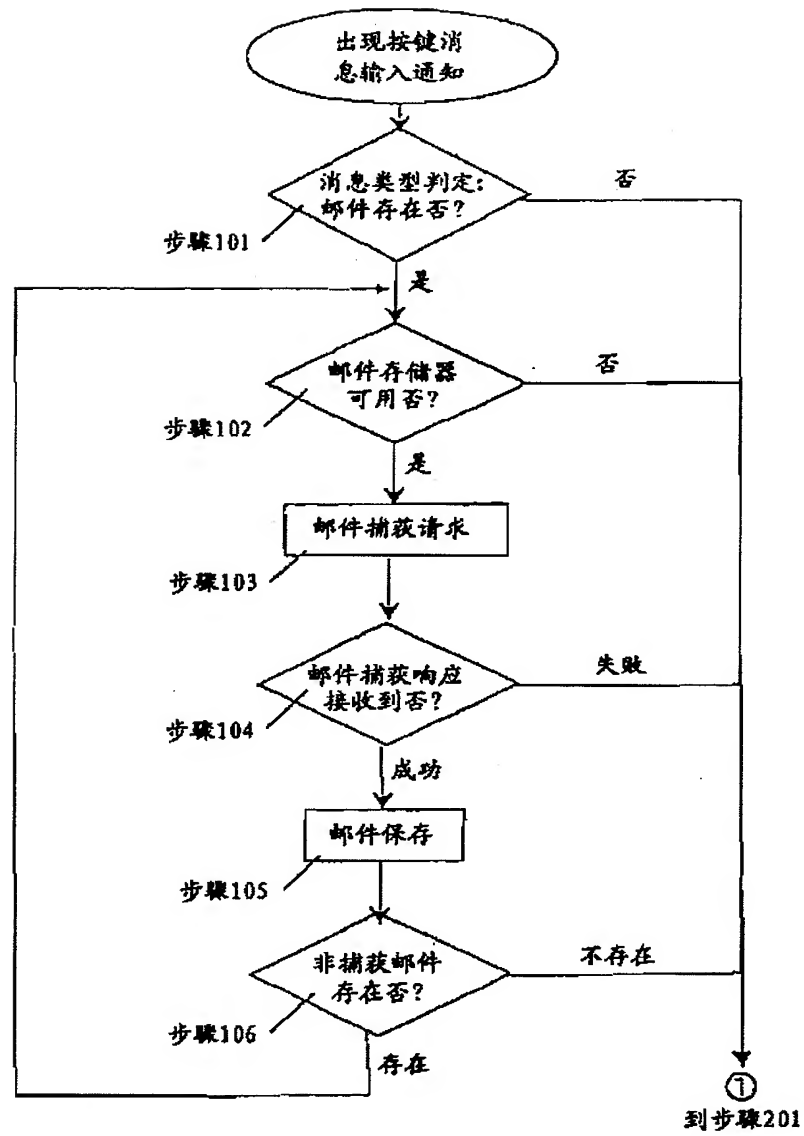 出现按键消
息输入通知
消息类型判定:
邮件存在否?
否
步骤101
是
邮件存储器
可用否?
否
步骤102
是
邮件捕获请求
步骤103
邮件捕获响应
接收到否?
失败
步骤104
成功
邮件保存
步骤105
非捕获邮件
存在否?
不存在
步骤106
存在
①
到步骤201